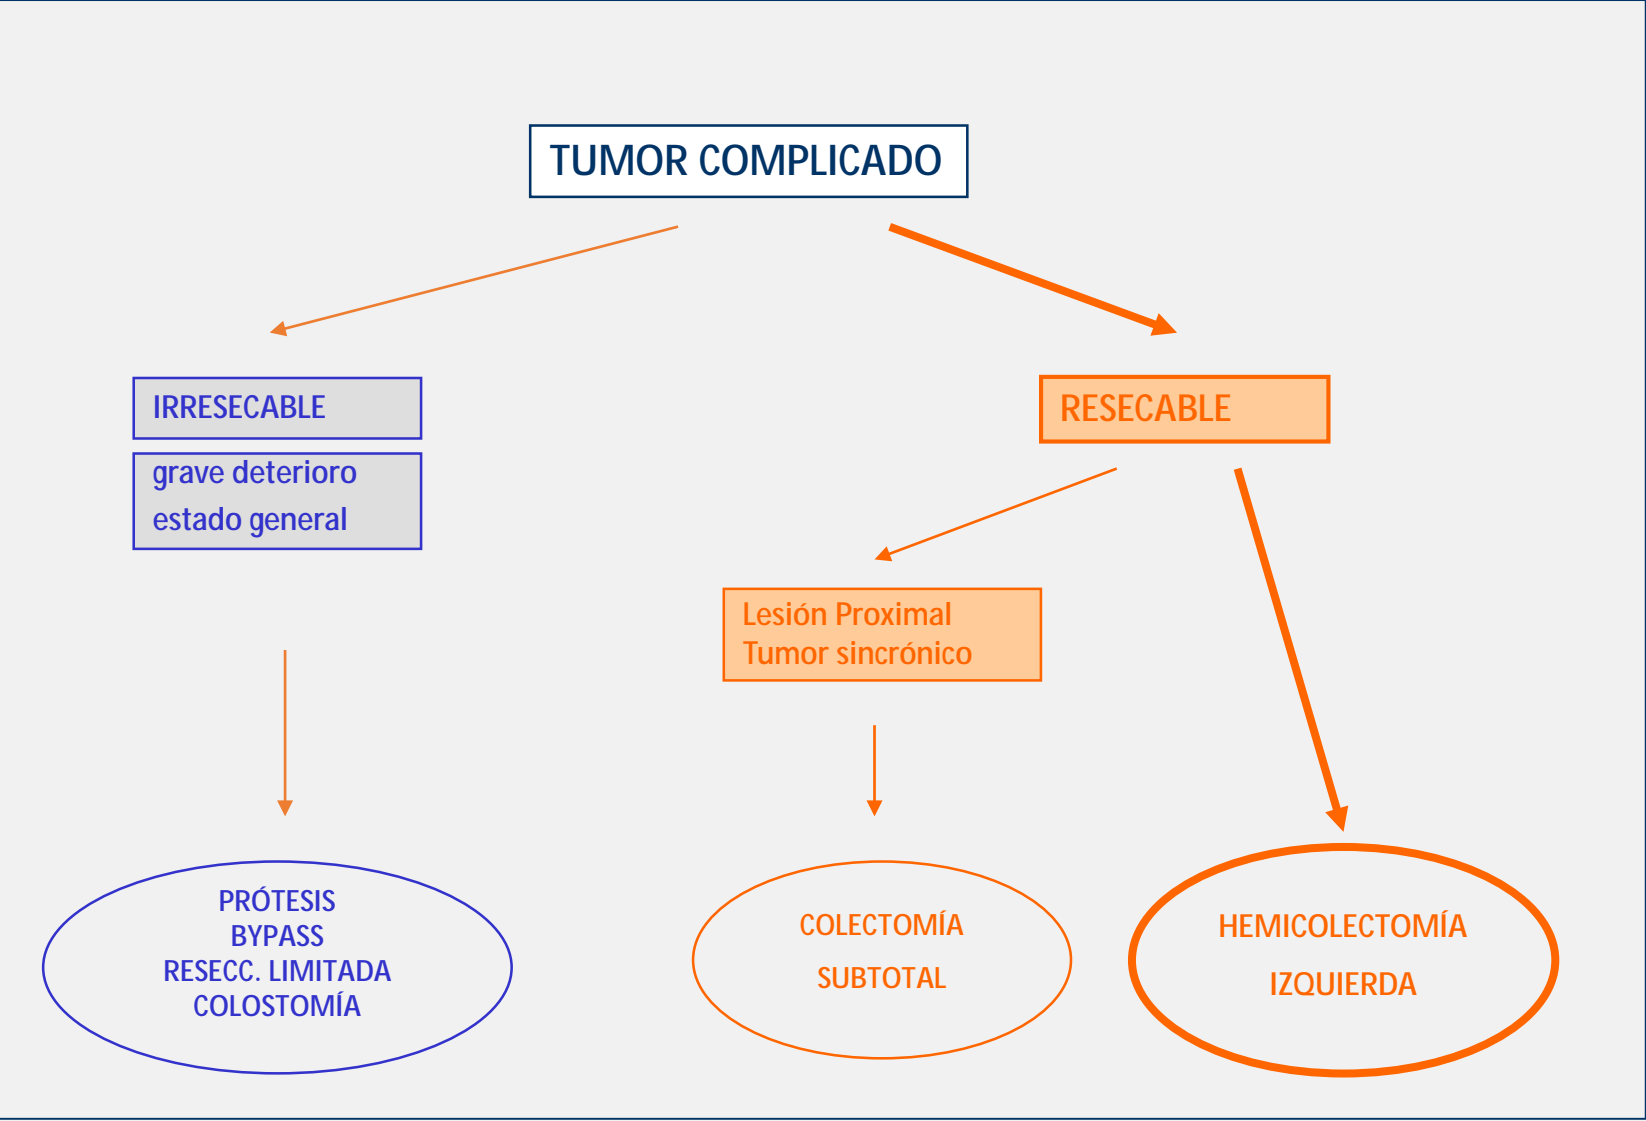 TUMOR COMPLICADO
IRRESECABLE
grave deterioro
estado general
RESECABLE
Lesión Proximal
Tumor sincrónico
PRÓTESIS
BYPASS
RESECC. LIMITADA
COLOSTOMÍA
COLECTOMÍA
SUBTOTAL
HEMICOLECTOMÍA
IZQUIERDA